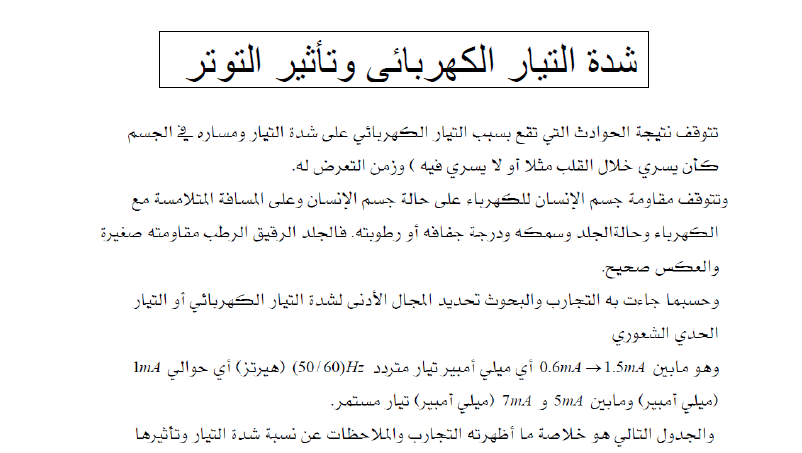 شدة التيار الكهربائى وتأثير التوتر
تتوقف نتيجة الحوادث التي تقع بسبب التيار الكهربائي على شدة التيار ومساره في الجسم
كأن يسري خلال القلب مثلا أو لا يسري فيه ) وزمن التعرض له.
وتتوقف مقاومة جسم الإنسان للكهرباء على حالة جسم الإنسان وعلى المسافة المتلامسة مع
الكهرباء وحالةالجلد وسمكه ودرجة جفافه أو رطوبته. فالجلد الرقيق الرطب مقاومته صغيرة
والعكس صحيح.
وحسبما جاءت به التجارب والبحوث تحديد المجال الأدنى لشدة التيار الكهربائي أو التيار
الحدي الشعوري
وهو مابين 0.6mA→1.5mA أي ميلي أمبير تيار متردد (50/60)Hz (هيرتز) أي حوالي 1mA
(ميلي أمبير) ومابين 5mA و 7mA (ميلي أمبير) تيار مستمر.
والجدول التالي هو خلاصة ما أظهرته التجارب والملاحظات عن نسبة شدة التيار وتأثيرها